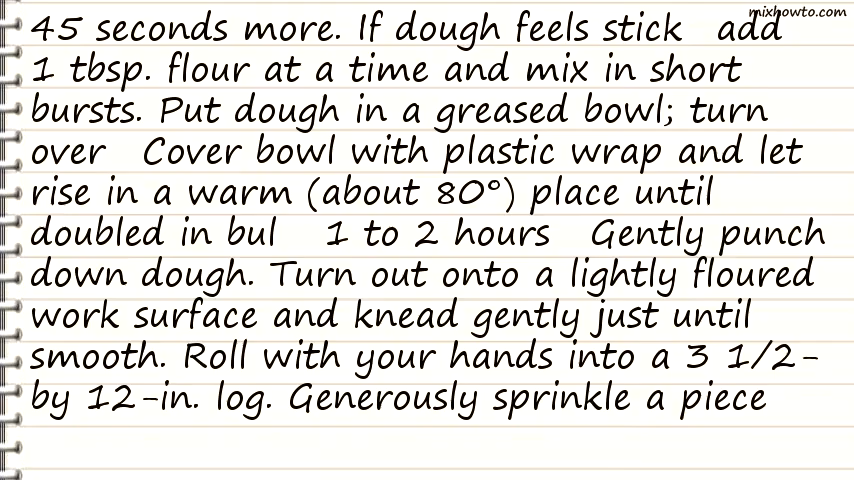 mixhowto.com
45 seconds more. If dough feels stick add
1 tbsp. flour at a time and mix in short
bursts. Put dough in a greased bowl; turn
over Cover bowl with plastic wrap and let
rise in a warm (about 80°) place until
doubled in bul 1 to 2 hours Gently punch
down dough. Turn out onto a lightly floured
work surface and knead gently just until
smooth. Roll with your hands into a 3 1/2-
by 12-in. log. Generously sprinkle a piece